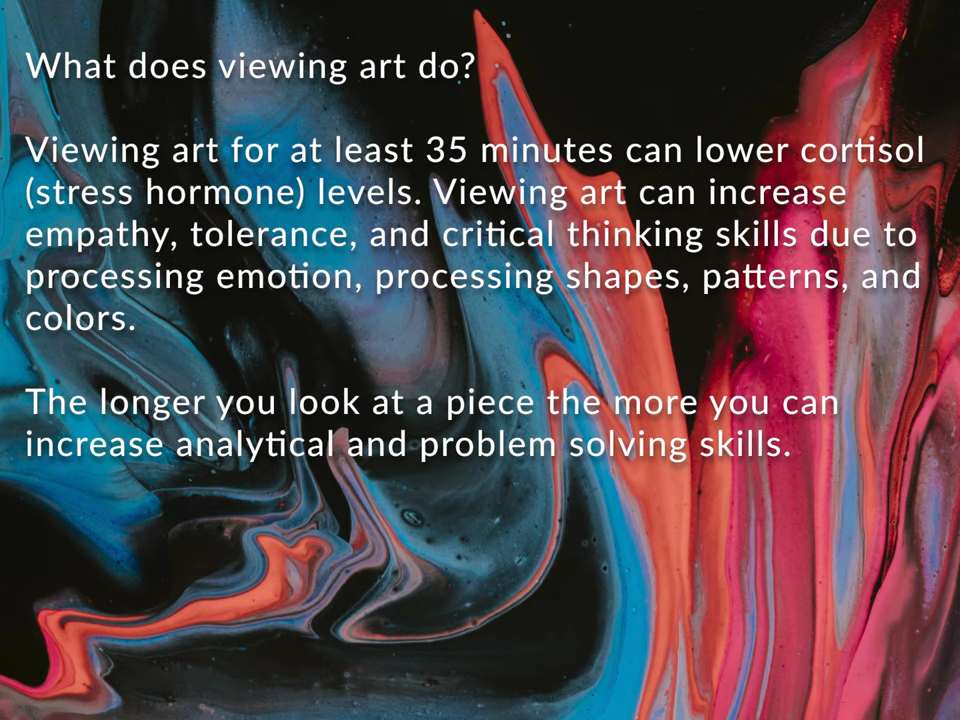 What does viewing art do?
Viewing art for at least 35 minutes can lower cortisol
(stress hormone) levels. Viewing art can increase
empathy, tolerance, and critical thinking skills due to
processing emotion, processing shapes, patterns, and
colors.
The longer you look at a piece the more you can
increase analytical and problem solving skills.